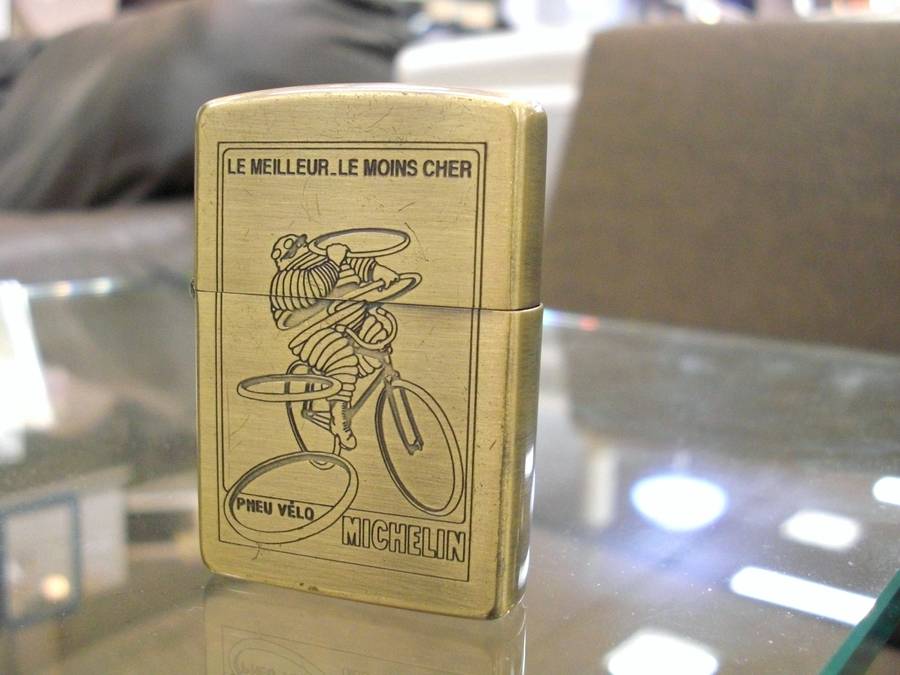 LE MEILLEUR_LE MOINS CHER
PNEU VÉLO
MICHELIN